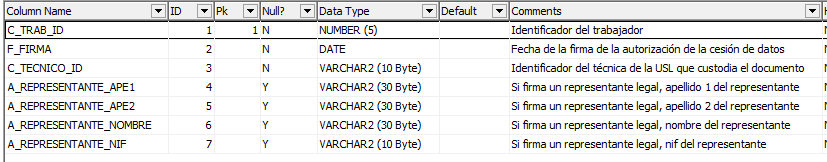 Column Name ID Pk Null? Data Type Default Comments
C_TRAB_ID 1 1 N NUMBER (5) Identificador del trabajador
F_FIRMA 2 N DATE Fecha de la firma de la autorización de la cesión de datos
C_TECNICO_ID 3 N VARCHAR2 (10 Byte) Identificador del técnica de la USL que custodia el documento
A_REPRESENTANTE_APE1 4 Y VARCHAR2 (30 Byte) Si firma un representante legal, apellido 1 del representante
A_REPRESENTANTE_APE2 5 Y VARCHAR2 (30 Byte) Si firma un representante legal, apellido 2 del representante
A_REPRESENTANTE_NOMBRE 6 Y VARCHAR2 (30 Byte) Si firma un representante legal, nombre del representante
A_REPRESENTANTE_NIF 7 Y VARCHAR2 (10 Byte) Si firma un representante legal, nif del representante